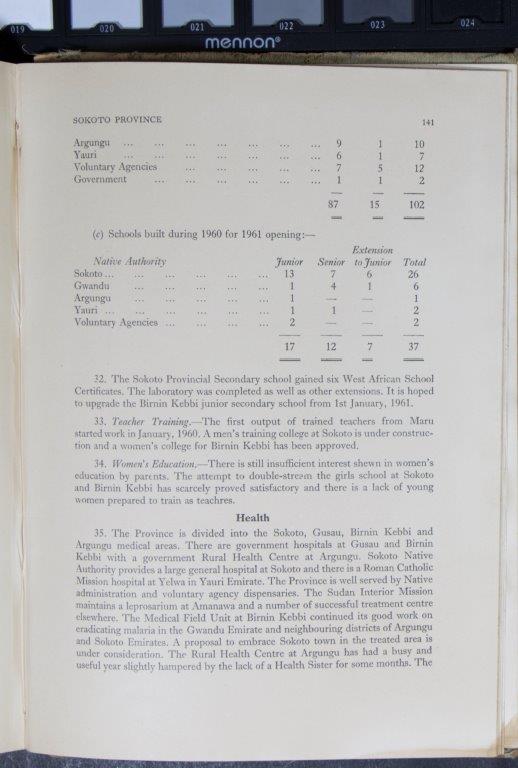 019 020 021 022 023 024
mennon®
SOKOTO PROVINCE 141
Argungu ... ... ... ... ... ... ... 9 1 10
Yauri ... ... ... ... ... ... 6 1 7
Voluntary Agencies ... ... ... ... ... 7 5 12
Government ... ... ... ... ... ... 1 1 2
87 15 102
(c) Schools built during 1960 for 1961 opening:—
Extension
Native Authority Junior Senior to Junior Total
Sokoto ... ... ... ... ... ... 13 7 6 26
Gwandu ... ... ... ... ... 1 4 1 6
Argungu ... ... ... ... ... 1 — — 1
Yauri ... ... ... ... ... ... 1 1 — 2
Voluntary Agencies ... ... ... ... 2 — — 2
17 12 7 37
32. The Sokoto Provincial Secondary school gained six West African School
Certificates. The laboratory was completed as well as other extensions. It is hoped
to upgrade the Birnin Kebbi junior secondary school from 1st January, 1961.
33. Teacher Training.—The first output of trained teachers from Maru
started work in January, 1960. A men's training college at Sokoto is under construc-
tion and a women's college for Birnin Kebbi has been approved.
34. Women's Education.—There is still insufficient interest shewn in women's
education by parents. The attempt to double-stream the girls school at Sokoto
and Birnin Kebbi has scarcely proved satisfactory and there is a lack of young
women prepared to train as teachres.
Health
35. The Province is divided into the Sokoto, Gusau, Birnin Kebbi and
Argungu medical areas. There are government hospitals at Gusau and Birnin
Kebbi with a government Rural Health Centre at Argungu. Sokoto Native
Authority provides a large general hospital at Sokoto and there is a Roman Catholic
Mission hospital at Yelwa in Yauri Emirate. The Province is well served by Native
administration and voluntary agency dispensaries. The Sudan Interior Mission
maintains a leprosarium at Amanawa and a number of successful treatment centre
elsewhere. The Medical Field Unit at Birnin Kebbi continued its good work on
eradicating malaria in the Gwandu Emirate and neighbouring districts of Argungu
and Sokoto Emirates. A proposal to embrace Sokoto town in the treated area is
under consideration. The Rural Health Centre at Argungu has had a busy and
useful year slightly hampered by the lack of a Health Sister for some months. The